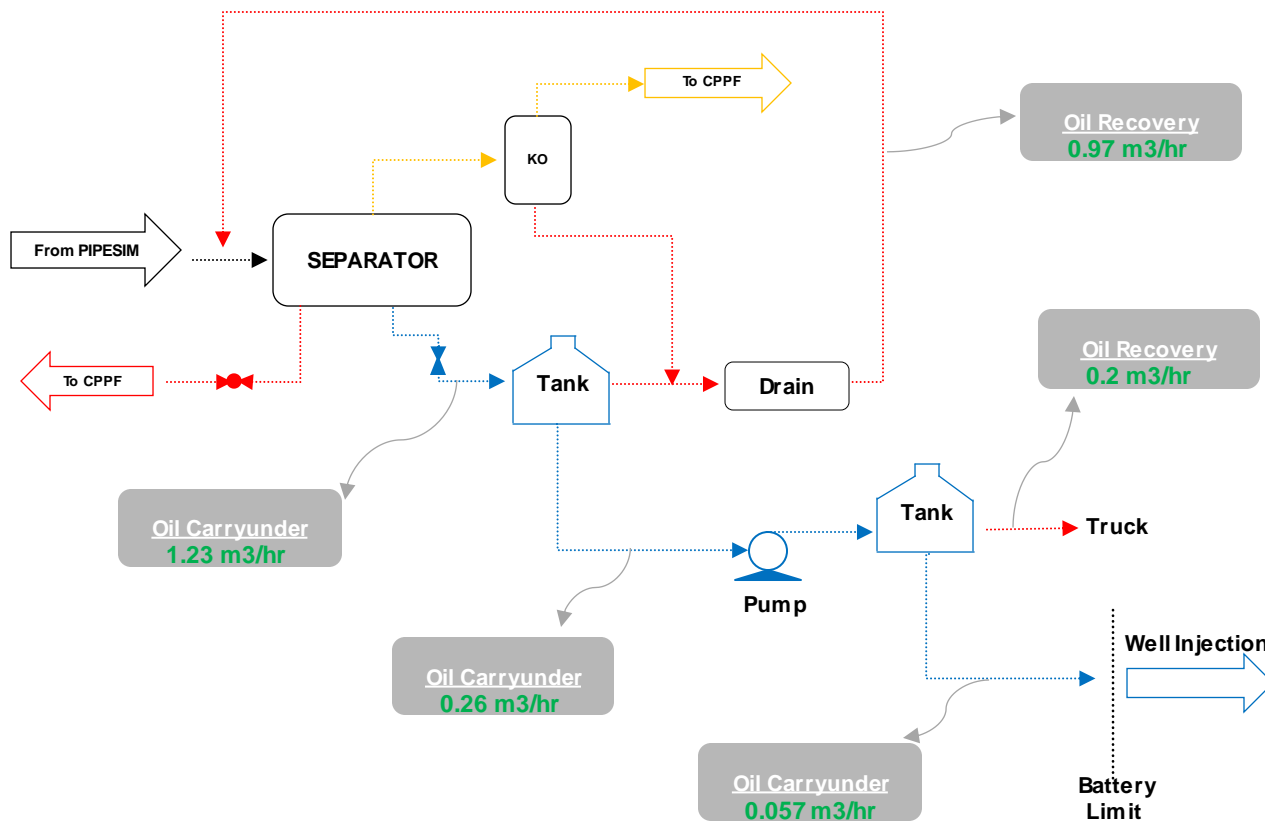 To CPPF
Oil Recovery
0.97 m3/hr
KO
From PIPESIM
SEPARATOR
Oil Recovery
0.2 m3/hr
To CPPF
Tank
Drain
Oil Carryunder
1.23 m3/hr
Tank
Truck
Pump
Oil Carryunder
0.26 m3/hr
Well Injection
Oil Carryunder
0.057 m3/hr
Battery
Limit